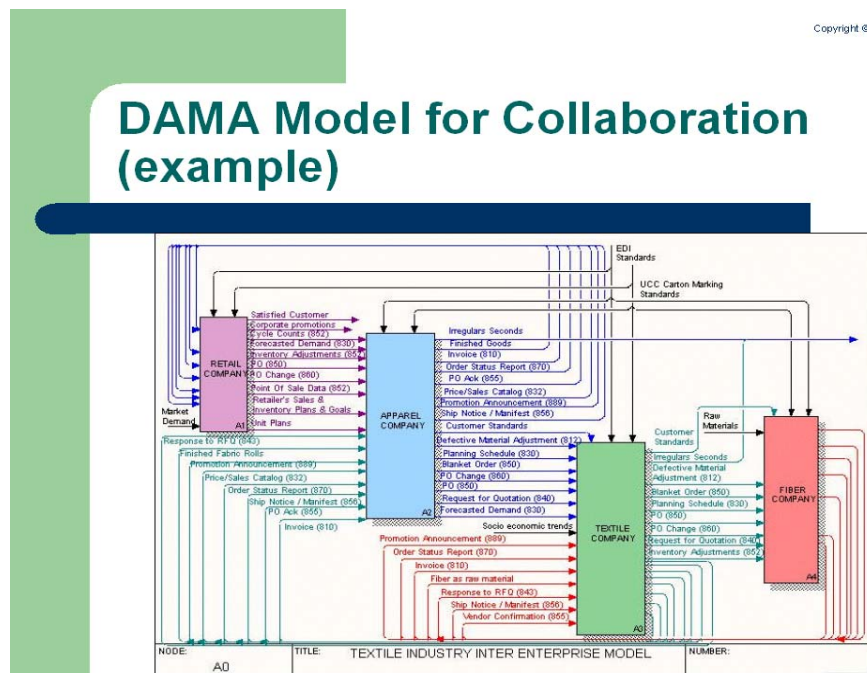 Copyright ©
DAMA Model for Collaboration
(example)
EDI
Standards
UCC Carton Marking
Standards
Satisfied Customer
Corporate promotions
Cycle Counts (852)
Forecasted Demand (830)
Inventory Adjustments (852)
PO (850)
PO Change (860)
Point Of Sale Data (852)
Retailer's Sales &
Inventory Plans & Goals
Unit Plans
RETAIL
COMPANY
A1
Market
Demand
Irregulars Seconds
Finished Goods
Invoice (810)
Order Status Report (870)
PO Ack (855)
Price/Sales Catalog (832)
Promotion Announcement (889)
Ship Notice / Manifest (856)
APPAREL
COMPANY
A2
Response to RFQ (843)
Finished Fabric Rolls
Promotion Announcement (889)
Price/Sales Catalog (832)
Order Status Report (870)
Ship Notice / Manifest (856)
PO Ack (855)
Invoice (810)
Customer Standards
Defective Material Adjustment (812)
Planning Schedule (830)
Blanket Order (850)
PO Change (860)
PO (850)
Request for Quotation (840)
Forecasted Demand (830)
Socio economic trends
TEXTILE
COMPANY
A3
Customer
Standards
Raw
Materials
Irregulars Seconds
Defective Material
Adjustment (812)
Blanket Order (850)
Planning Schedule (830)
PO (850)
PO Change (860)
Request for Quotation (840)
Inventory Adjustments (852)
FIBER
COMPANY
A4
Promotion Announcement (889)
Order Status Report (870)
Invoice (810)
Fiber as raw material
Response to RFQ (843)
Ship Notice / Manifest (856)
Vendor Confirmation (855)
NODE:
A0
TITLE:
TEXTILE INDUSTRY INTER ENTERPRISE MODEL
NUMBER: